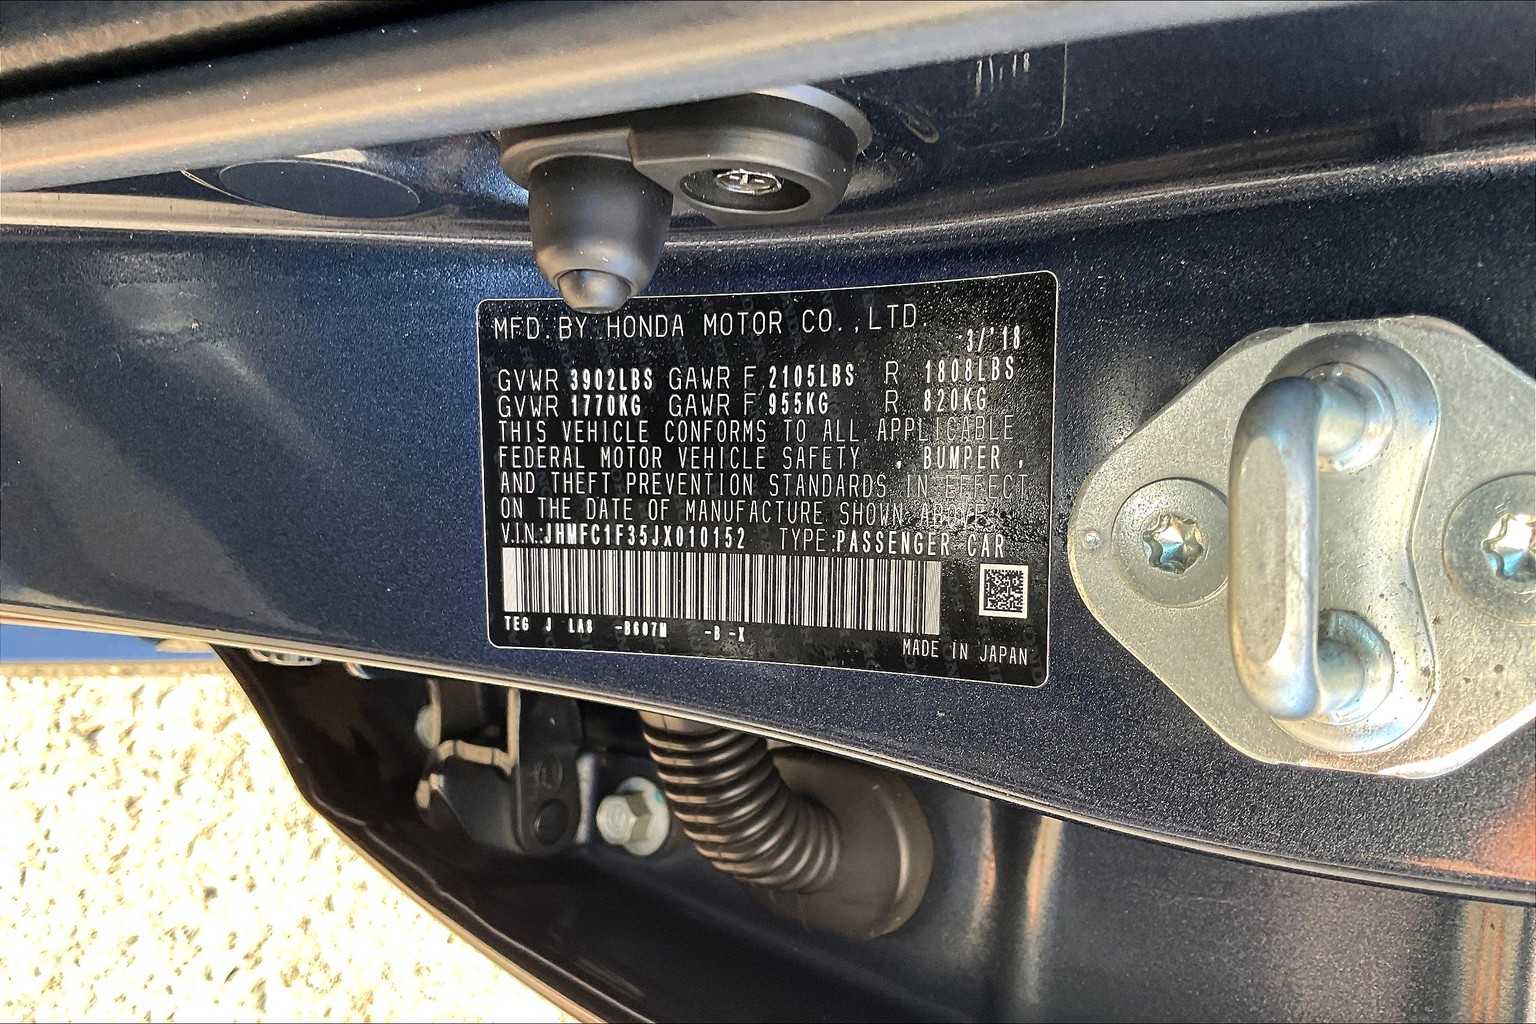 MFD. BY HONDA MOTOR CO.,LTD.
3/'18
GVWR 3902LBS GAWR F 2105LBS R 1808LBS
GVWR 1770KG GAWR F 955KG R 820KG
THIS VEHICLE CONFORMS TO ALL APPLICABLE
FEDERAL MOTOR VEHICLE SAFETY , BUMPER ,
AND THEFT PREVENTION STANDARDS IN EFFECT
ON THE DATE OF MANUFACTURE SHOWN ABOVE.
V.I.N.:JHMFC1F35JX010152 TYPE:PASSENGER CAR
TEG J LA8 -B607M -B -X
MADE IN JAPAN